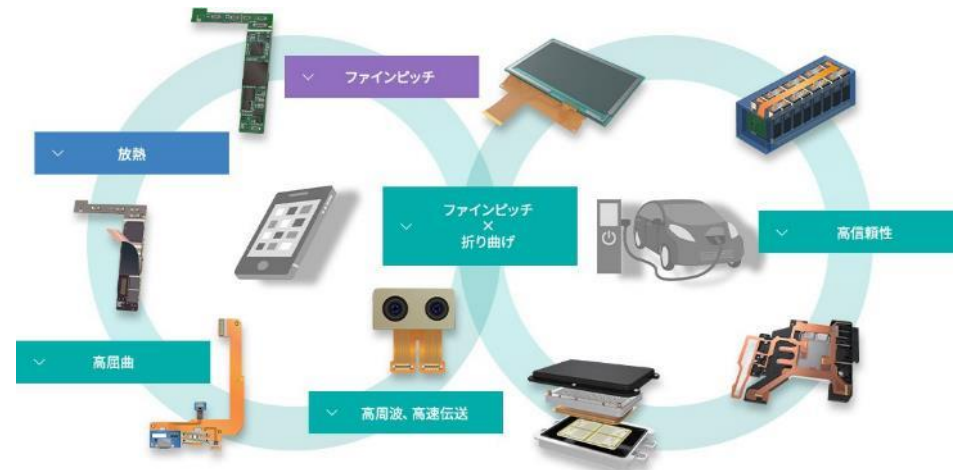 ファインピッチ
放熱
ファインピッチ
×
折り曲げ
高信頼性
高屈曲
高周波、高速伝送